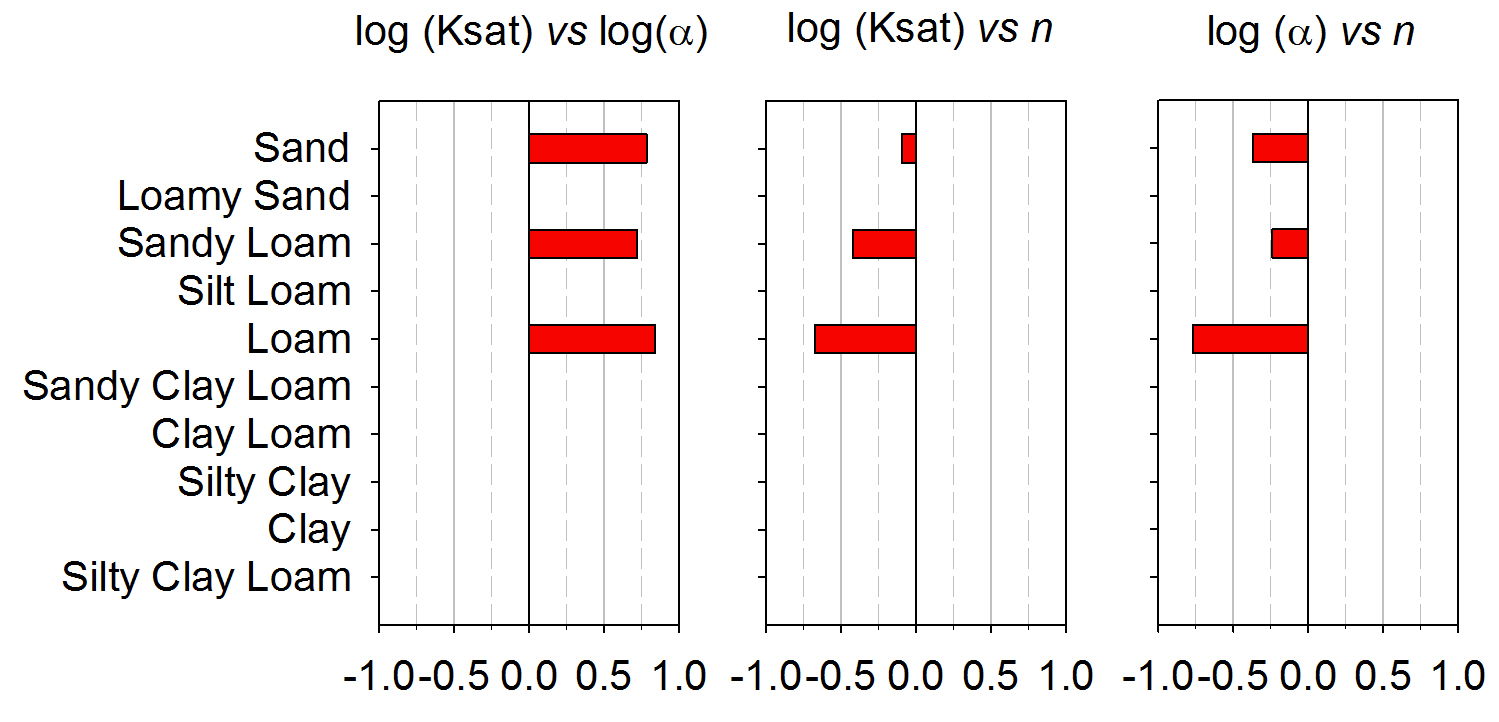 log (Ksat) vs log(α)
log (Ksat) vs n
log (α) vs n
Sand
Loamy Sand
Sandy Loam
Silt Loam
Loam
Sandy Clay Loam
Clay Loam
Silty Clay
Clay
Silty Clay Loam
-1.0 -0.5 0.0 0.5 1.0
-1.0 -0.5 0.0 0.5 1.0
-1.0 -0.5 0.0 0.5 1.0